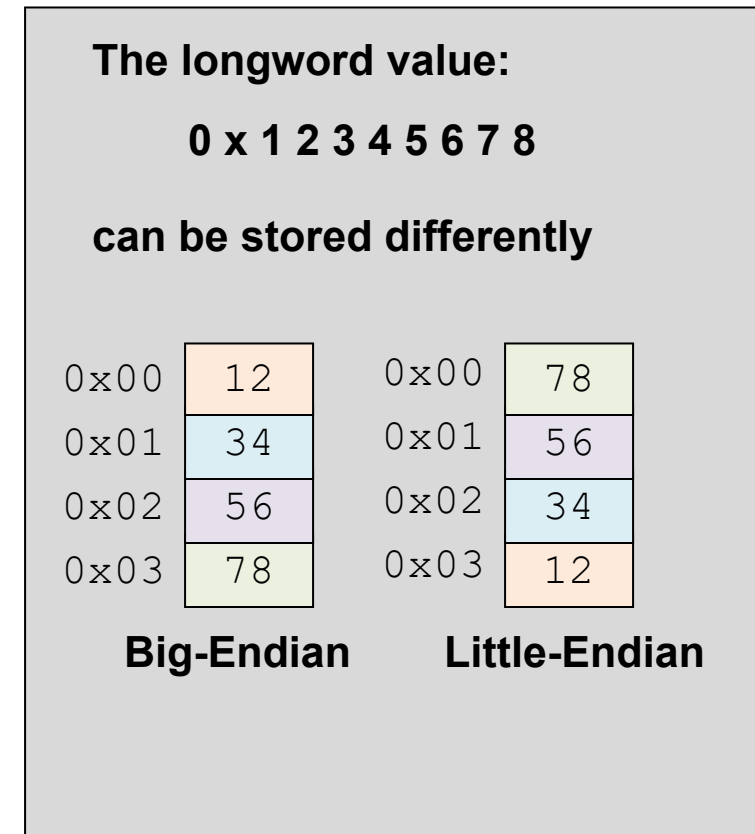 The longword value:
0 x 1 2 3 4 5 6 7 8
can be stored differently
0x00 12 0x00 78
0x01 34 0x01 56
0x02 56 0x02 34
0x03 78 0x03 12
Big-Endian Little-Endian